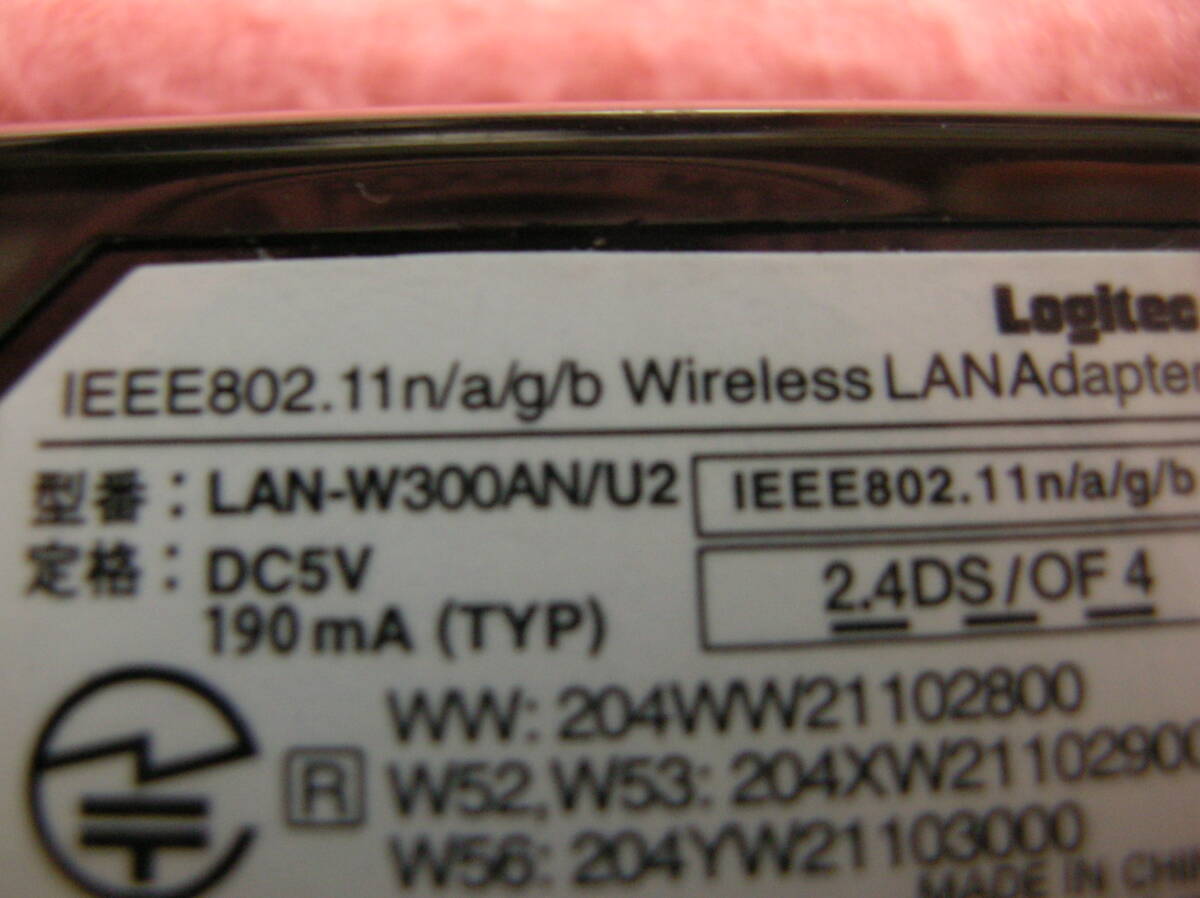 Logitec
IEEE802.11n/a/g/b Wireless LAN Adapter
型番：LAN-W300AN/U2
IEEE802.11n/a/g/b
定格：DC5V
190mA (TYP)
2.4DS/OF4
WW: 204WW21102800
R
W52,W53: 204XW21102900
W56: 204YW21103000
MADE IN CHI